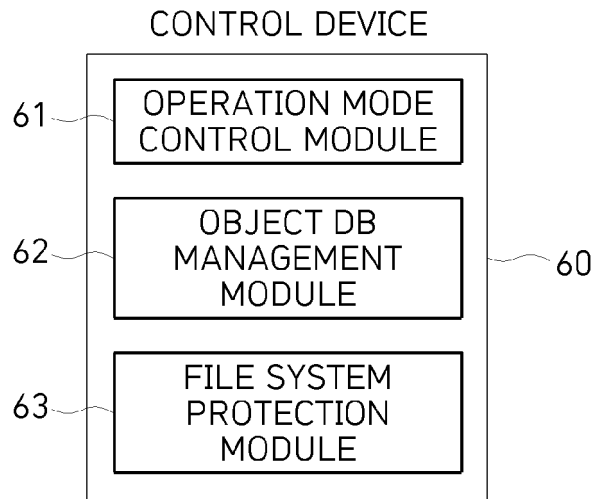 CONTROL DEVICE
61
OPERATION MODE
CONTROL MODULE
62
OBJECT DB
MANAGEMENT
MODULE
60
63
FILE SYSTEM
PROTECTION
MODULE